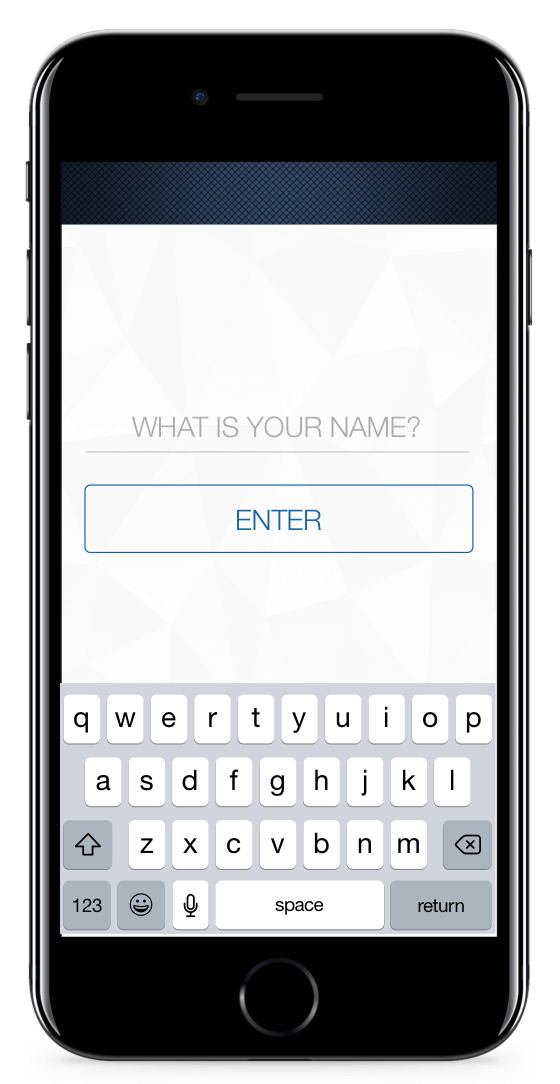 WHAT IS YOUR NAME?
ENTER
q w e r t y u i o p
a s d f g h j k l
z x c v b n m
123 space return